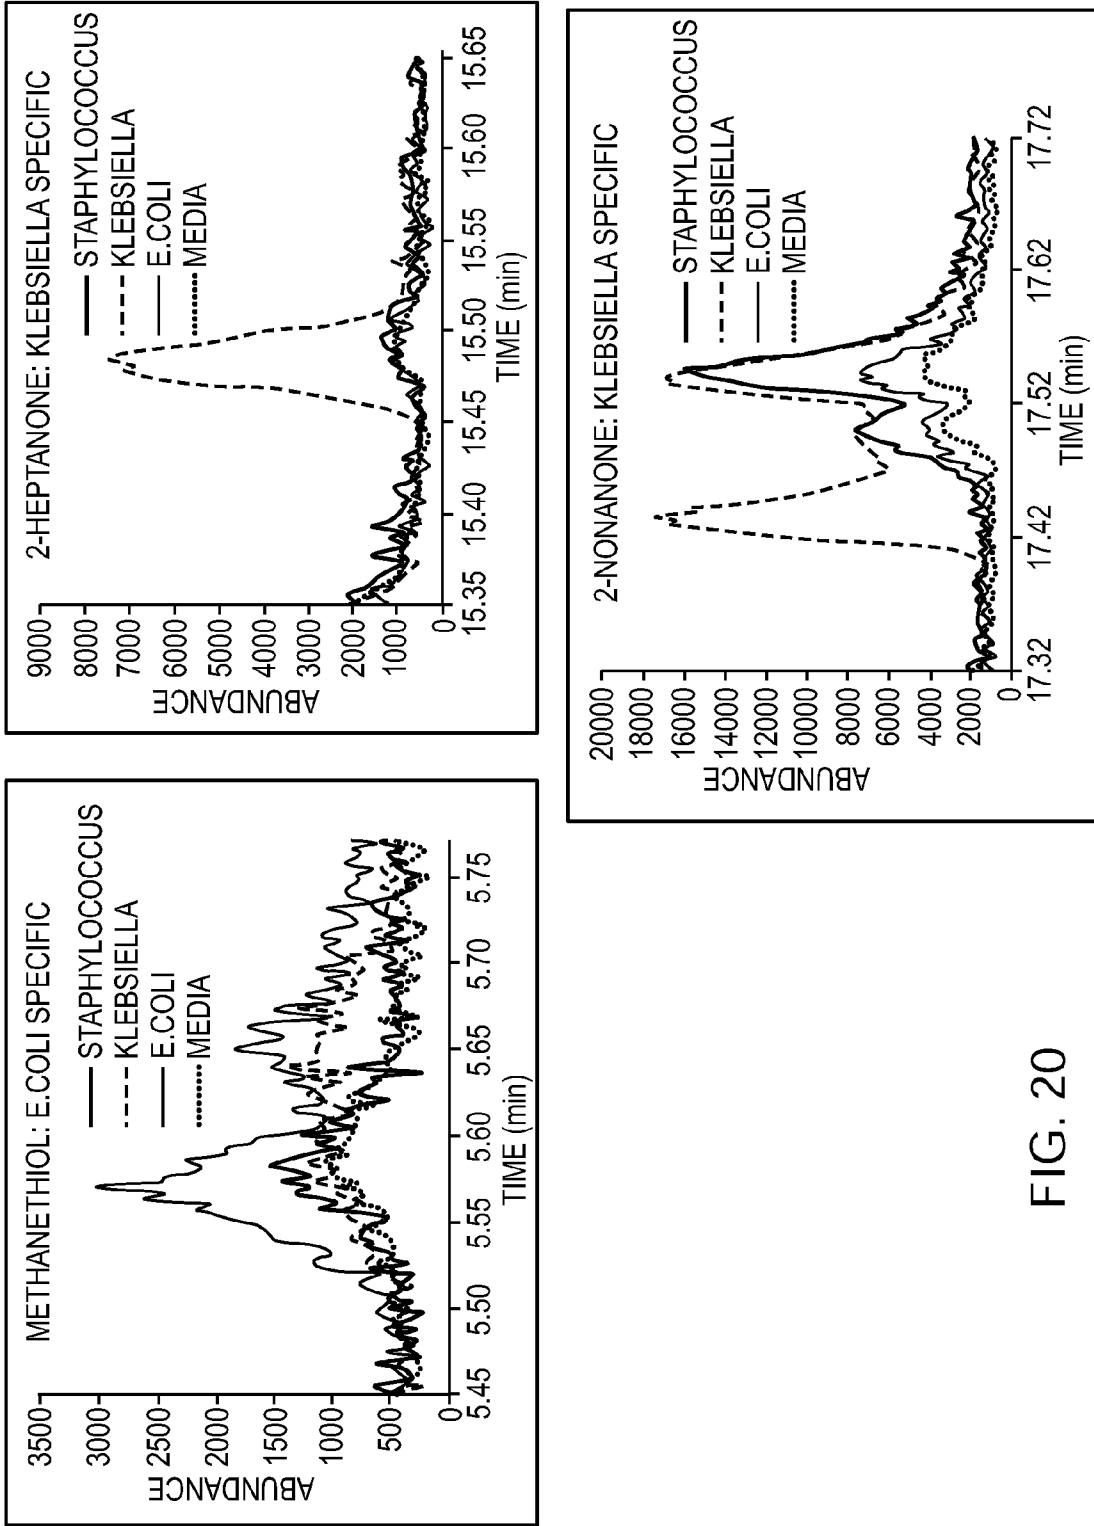 METHANETHIOL: E.COLI SPECIFIC
STAPHYLOCOCCUS
KLEBSIELLA
E.COLI
MEDIA
ABUNDANCE
3500
3000
2500
2000
1500
1000
500
0
5.45
5.50
5.55
5.60
5.65
5.70
5.75
TIME (min)
2-HEPTANONE: KLEBSIELLA SPECIFIC
STAPHYLOCOCCUS
KLEBSIELLA
E.COLI
MEDIA
ABUNDANCE
9000
8000
7000
6000
5000
4000
3000
2000
1000
0
15.35
15.40
15.45
15.50
15.55
15.60
15.65
TIME (min)
2-NONANONE: KLEBSIELLA SPECIFIC
STAPHYLOCOCCUS
KLEBSIELLA
E.COLI
MEDIA
ABUNDANCE
20000
18000
16000
14000
12000
10000
8000
6000
4000
2000
0
17.32
17.42
17.52
17.62
17.72
TIME (min)
FIG. 20